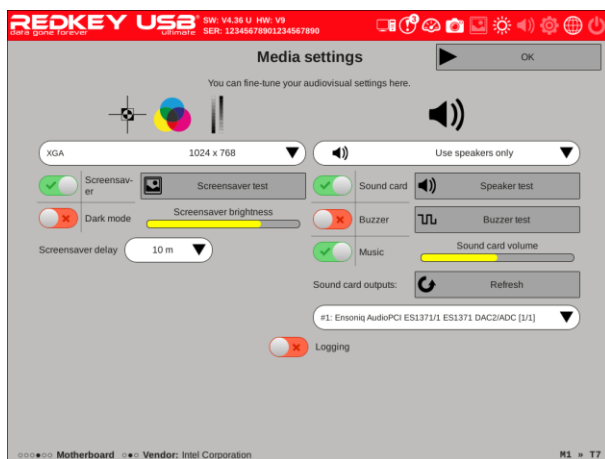 REDKEY USB
ultimate
data gone forever
SW: V4.36 U HW: V9
SER: 12345678901234567890
Media settings
OK
You can fine-tune your audiovisual settings here.
XGA 1024 x 768
Use speakers only
Screensav-
er
Screensaver test
Sound card
Speaker test
Dark mode
Screensaver brightness
Buzzer
Buzzer test
Screensaver delay
10 m
Music
Sound card volume
Sound card outputs:
Refresh
#1: Ensoniq AudioPCI ES1371/1 ES1371 DAC2/ADC [1/1]
Logging
Motherboard Vendor: Intel Corporation
M1 » T7